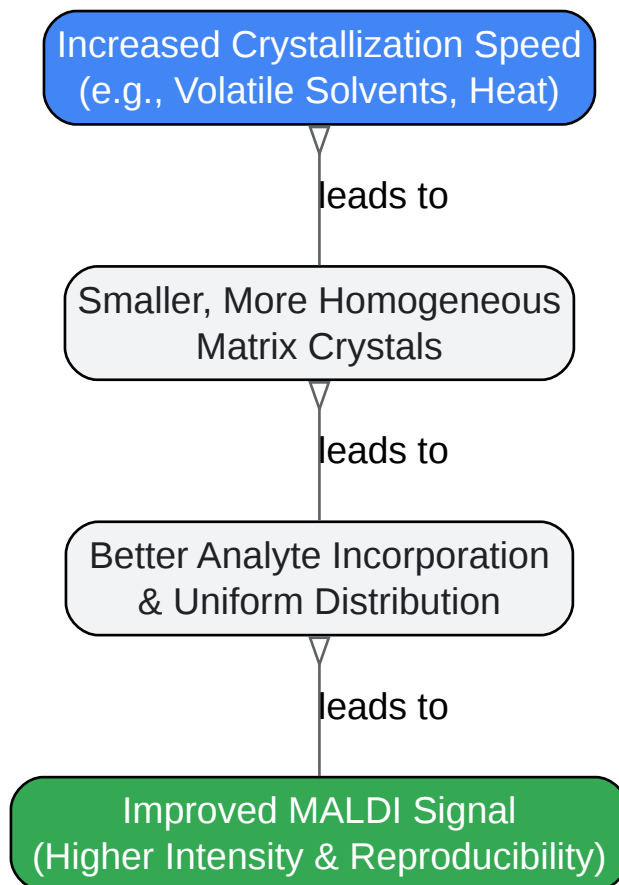 Increased Crystallization Speed
(e.g., Volatile Solvents, Heat)
leads to
Smaller, More Homogeneous
Matrix Crystals
leads to
Better Analyte Incorporation
& Uniform Distribution
leads to
Improved MALDI Signal
(Higher Intensity & Reproducibility)